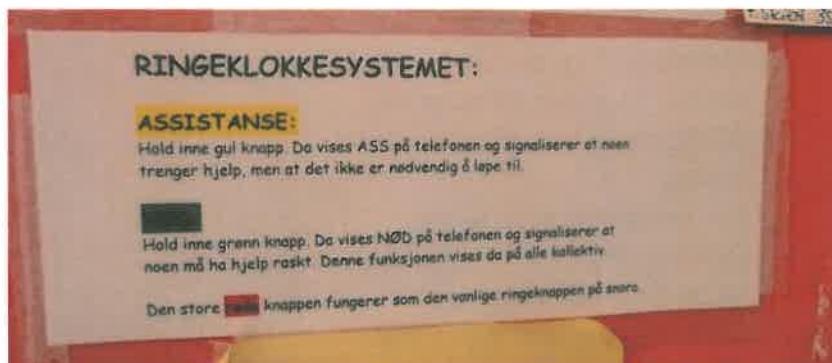 RINGEKLOKKESYSTEMET:
ASSISTANSE:
Hold inne gul knapp. Da vises ASS på telefonen og signaliserer at noen
trenger hjelp, men at det ikke er nødvendig å løpe til.
Hold inne grønn knapp. Da vises NØD på telefonen og signaliserer at
noen må ha hjelp raskt. Denne funksjonen vises da på alle kollektiv.
Den store knappen fungerer som den vanlige ringeknappen på snora.